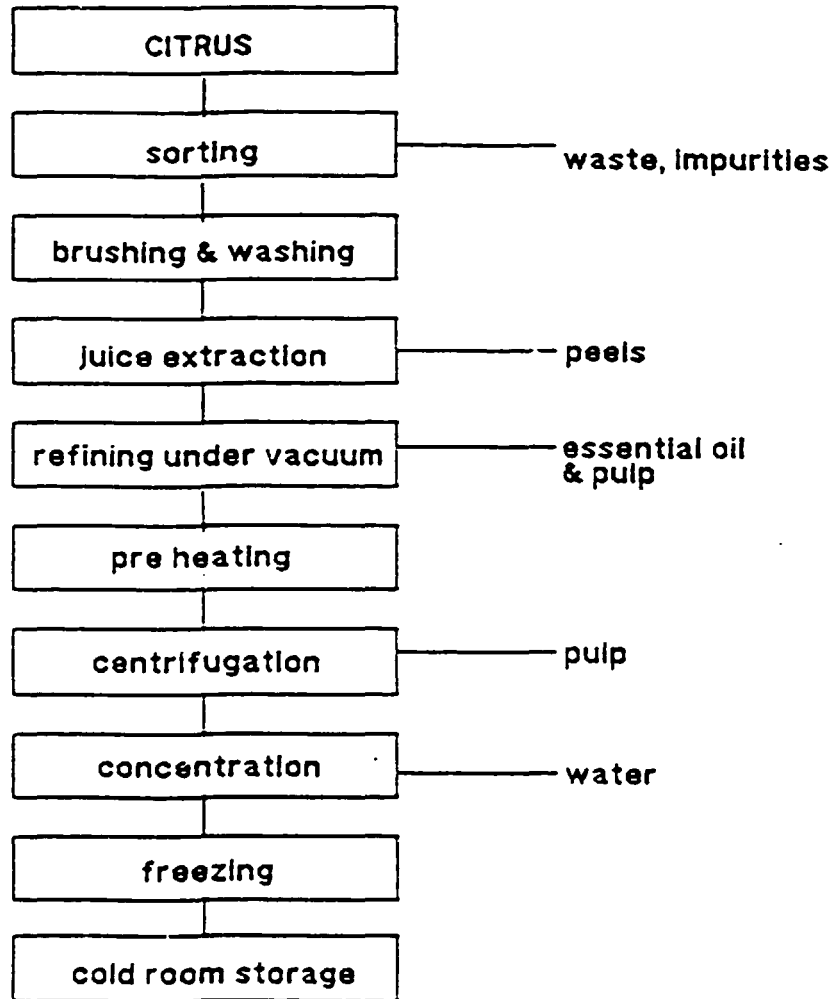 CITRUS
sorting
waste, impurities
brushing & washing
juice extraction
peels
refining under vacuum
essential oil
& pulp
pre heating
centrifugation
pulp
concentration
water
freezing
cold room storage